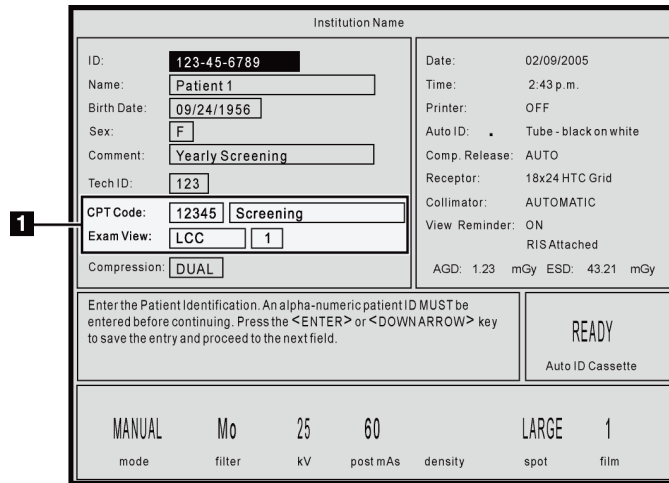 Institution Name
ID: 123-45-6789
Name: Patient 1
Birth Date: 09/24/1956
Sex: F
Comment: Yearly Screening
Tech ID: 123
1
CPT Code: 12345 Screening
Exam View: LCC 1
Compression: DUAL
Date: 02/09/2005
Time: 2:43 p.m.
Printer: OFF
Auto ID: . Tube - black on white
Comp. Release: AUTO
Receptor: 18x24 HTC Grid
Collimator: AUTOMATIC
View Reminder: ON
RIS Attached
AGD: 1.23 mGy ESD: 43.21 mGy
Enter the Patient Identification. An alpha-numeric patient ID MUST be
entered before continuing. Press the <ENTER> or <DOWN ARROW> key
to save the entry and proceed to the next field.
READY
Auto ID Cassette
MANUAL Mo 25 60 LARGE 1
mode filter kV post mAs density spot film